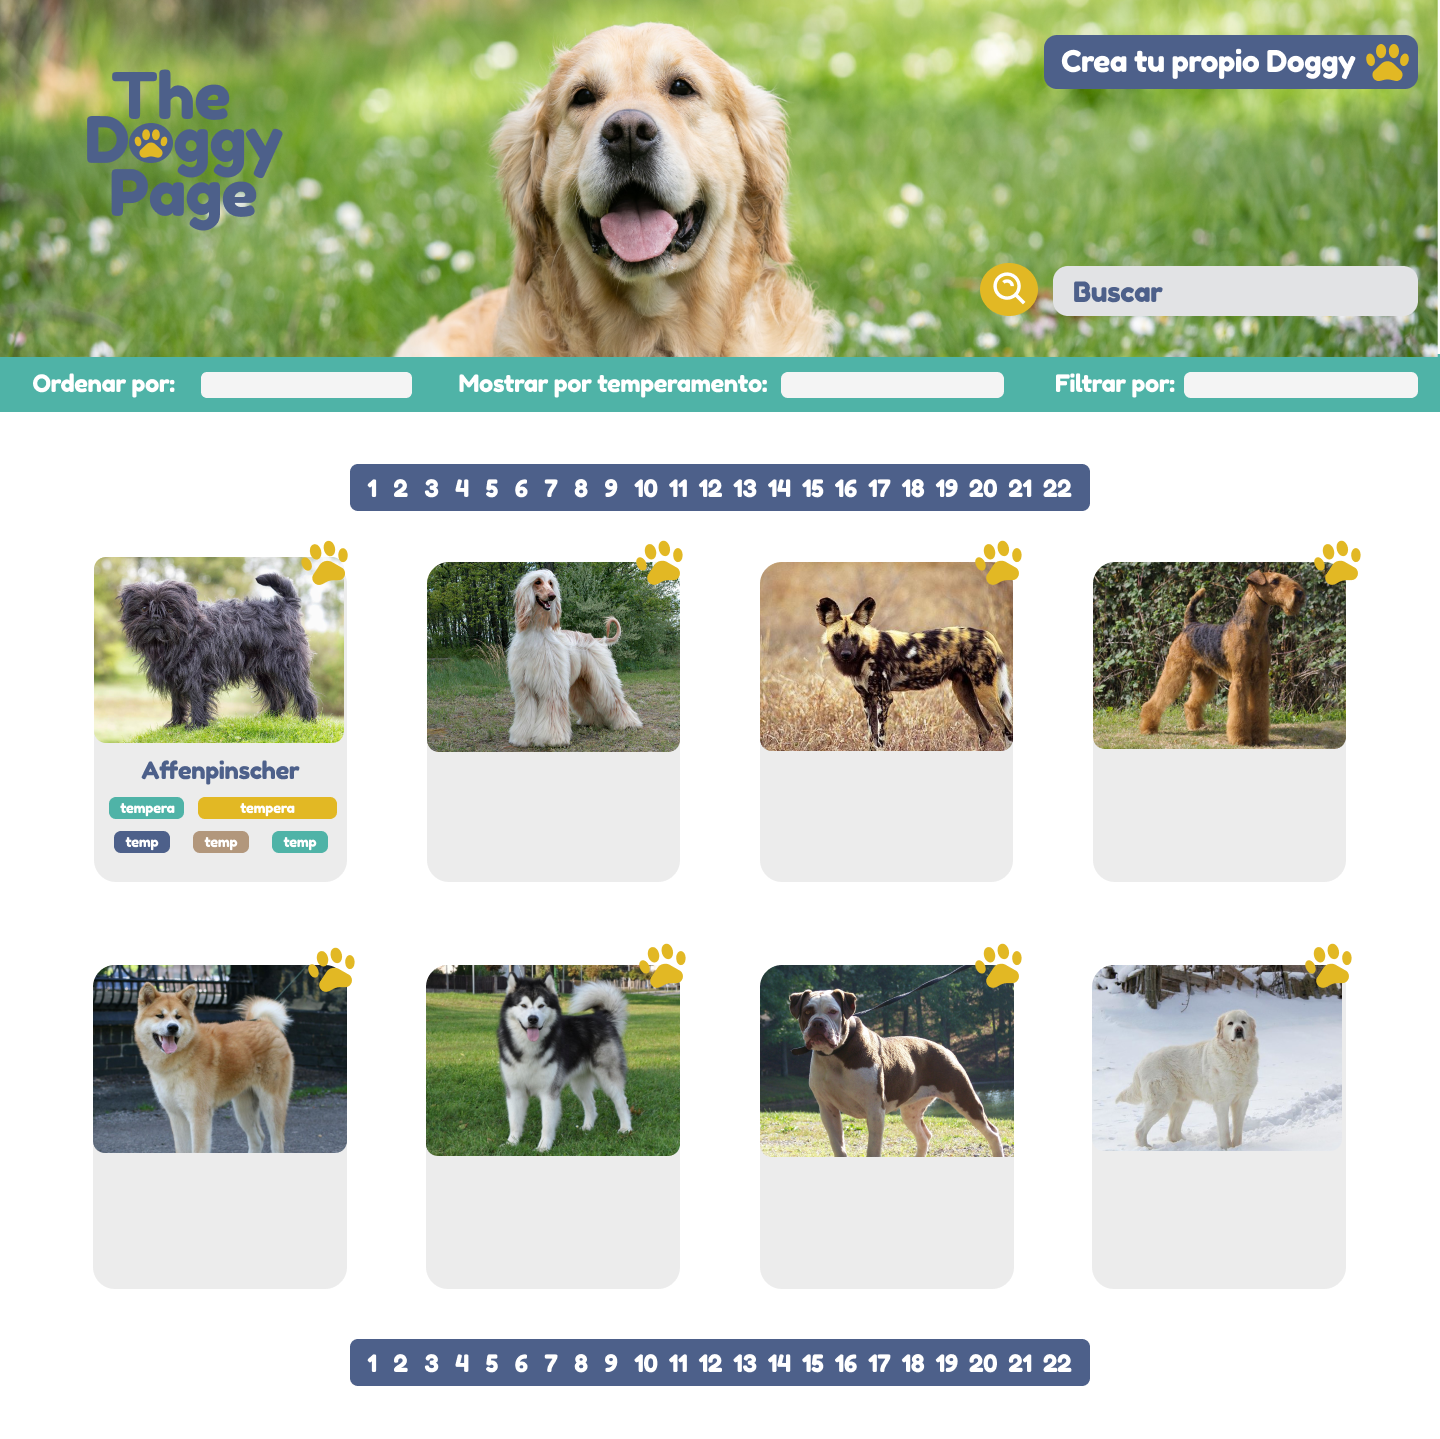 The
Doggy
Page
Crea tu propio Doggy
Buscar
Ordenar por:
Mostrar por temperamento:
Filtrar por:
1 2 3 4 5 6 7 8 9 10 11 12 13 14 15 16 17 18 19 20 21 22
Affenpinscher
tempera
tempera
temp
temp
temp
1 2 3 4 5 6 7 8 9 10 11 12 13 14 15 16 17 18 19 20 21 22